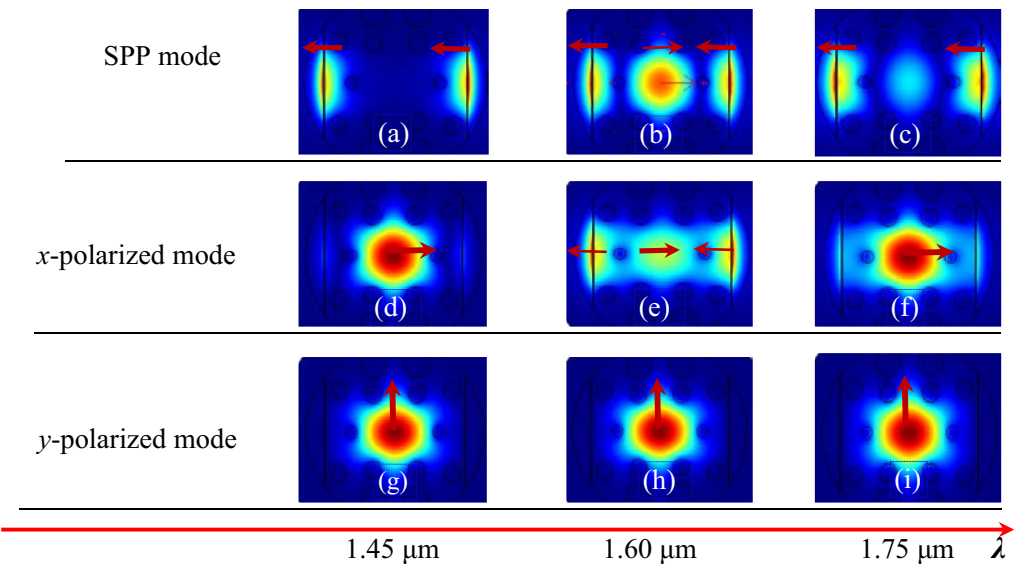 SPP mode
(a) (b) (c)
x-polarized mode
(d) (e) (f)
y-polarized mode
(g) (h) (i)
1.45 μm 1.60 μm 1.75 μm λ